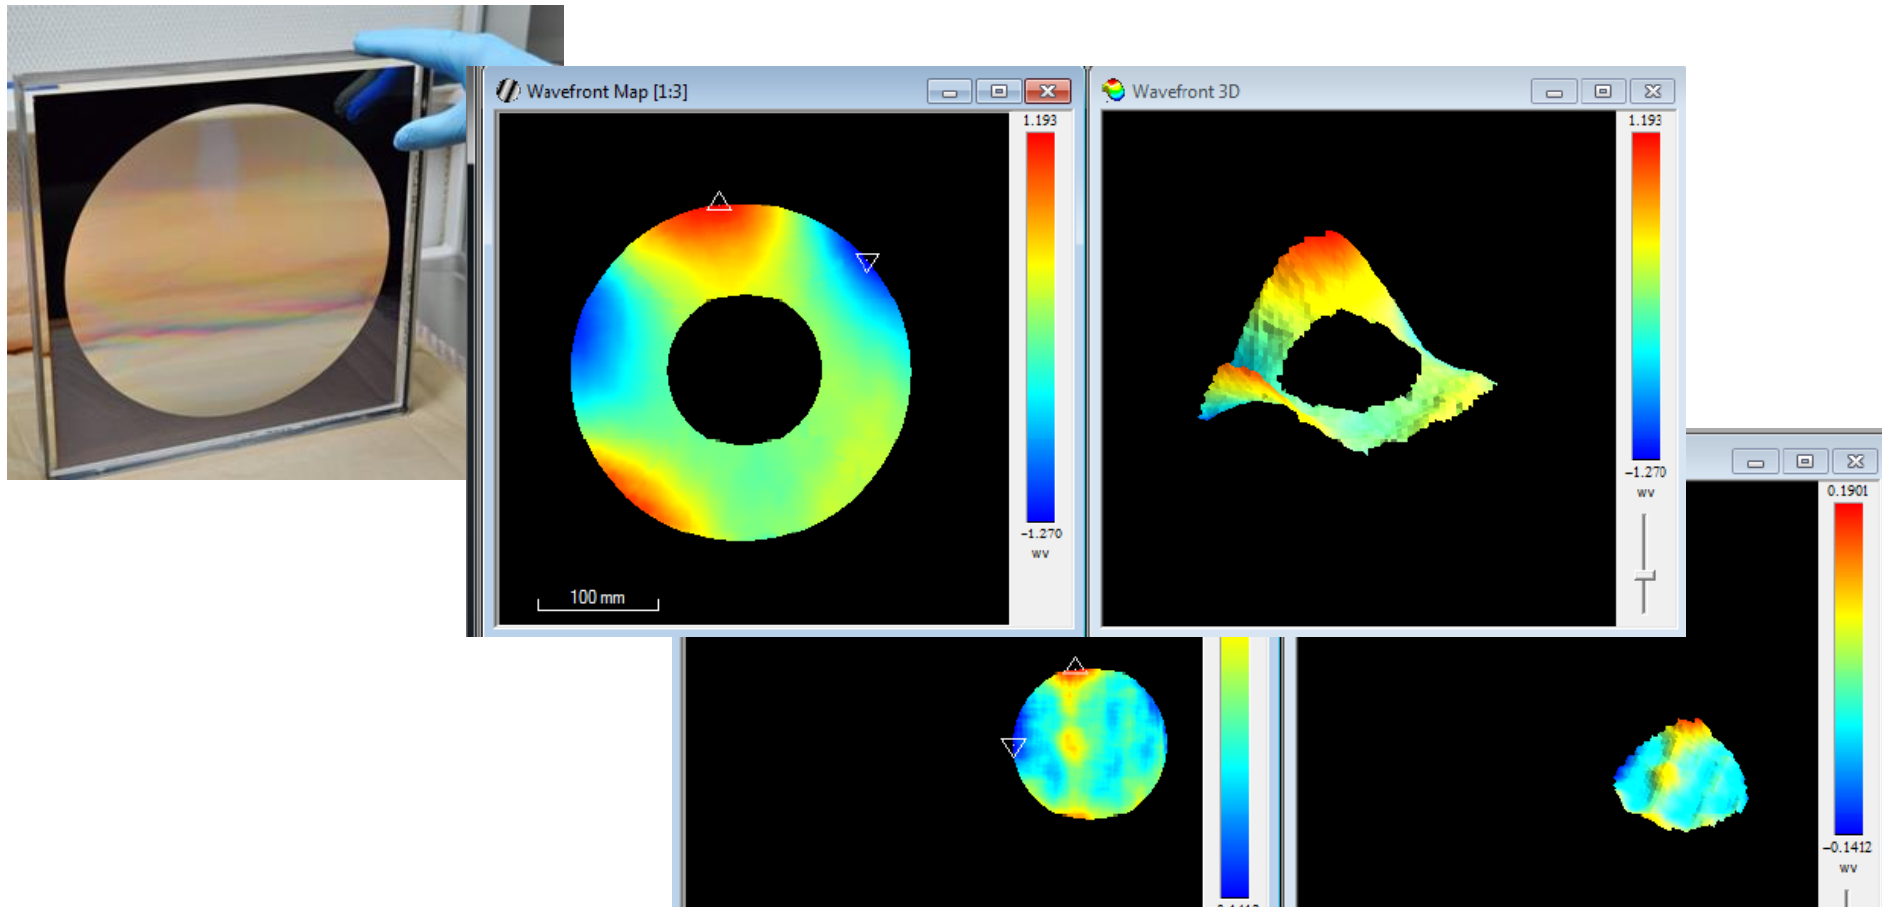 Wavefront Map [1:3]
1.193
-1.270
wv
100 mm
Wavefront 3D
1.193
-1.270
wv
0.1901
-0.1412
wv